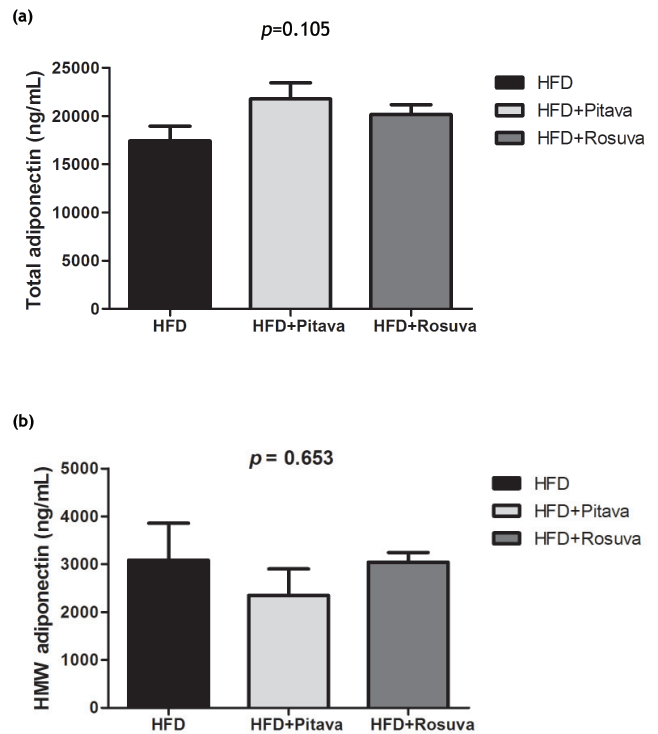 (a)
p=0.105
Total adiponectin (ng/mL)
25000
20000
15000
10000
5000
0
HFD
HFD+Pitava
HFD+Rosuva
HFD
HFD+Pitava
HFD+Rosuva
(b)
p = 0.653
HMW adiponectin (ng/mL)
5000
4000
3000
2000
1000
0
HFD
HFD+Pitava
HFD+Rosuva
HFD
HFD+Pitava
HFD+Rosuva